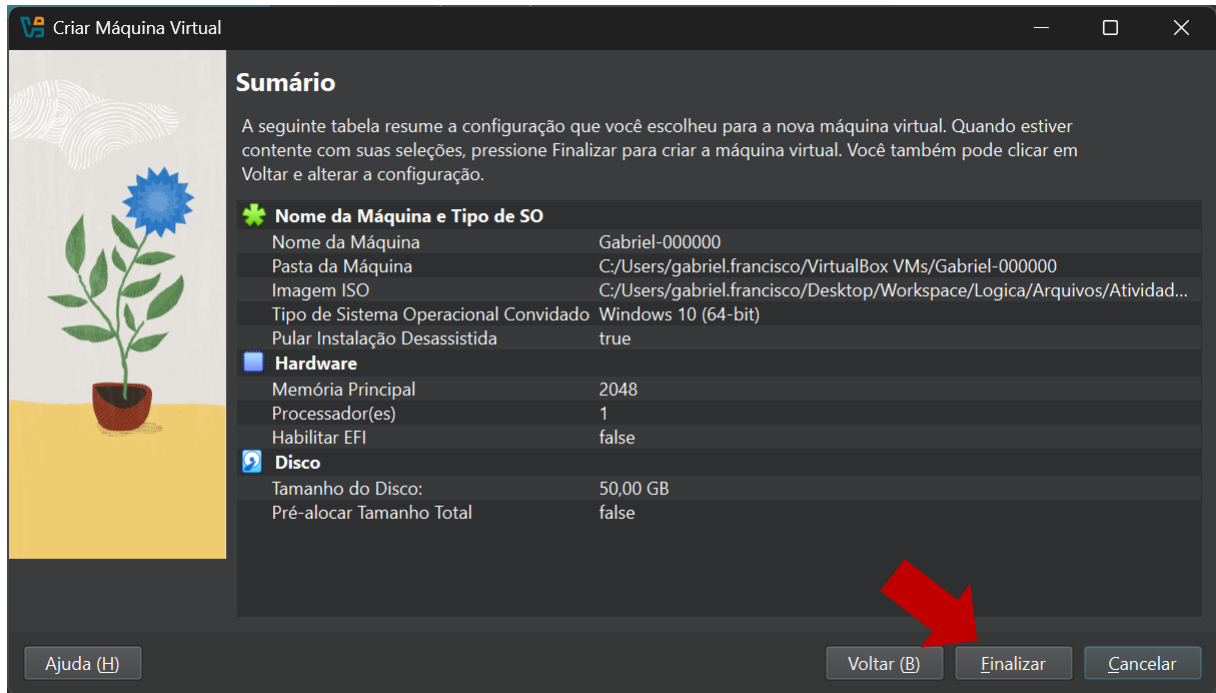 Criar Máquina Virtual
Sumário
A seguinte tabela resume a configuração que você escolheu para a nova máquina virtual. Quando estiver
contente com suas seleções, pressione Finalizar para criar a máquina virtual. Você também pode clicar em
Voltar e alterar a configuração.
Nome da Máquina e Tipo de SO
Nome da Máquina Gabriel-000000
Pasta da Máquina C:/Users/gabriel.francisco/VirtualBox VMs/Gabriel-000000
Imagem ISO C:/Users/gabriel.francisco/Desktop/Workspace/Logica/Arquivos/Atividad...
Tipo de Sistema Operacional Convidado Windows 10 (64-bit)
Pular Instalação Desassistida true
Hardware
Memória Principal 2048
Processador(es) 1
Habilitar EFI false
Disco
Tamanho do Disco: 50,00 GB
Pré-alocar Tamanho Total false
Ajuda (H) Voltar (B) Finalizar Cancelar